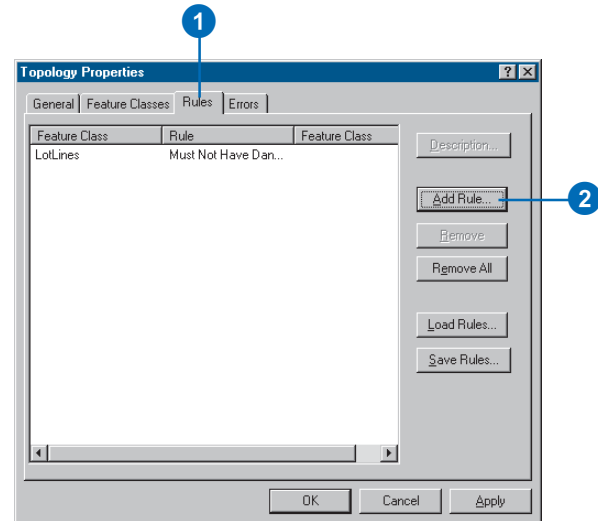 1
Topology Properties
General Feature Classes Rules Errors
Feature Class Rule Feature Class
LotLines Must Not Have Dan...
Description...
Add Rule...
2
Remove
Remove All
Load Rules...
Save Rules...
OK Cancel Apply